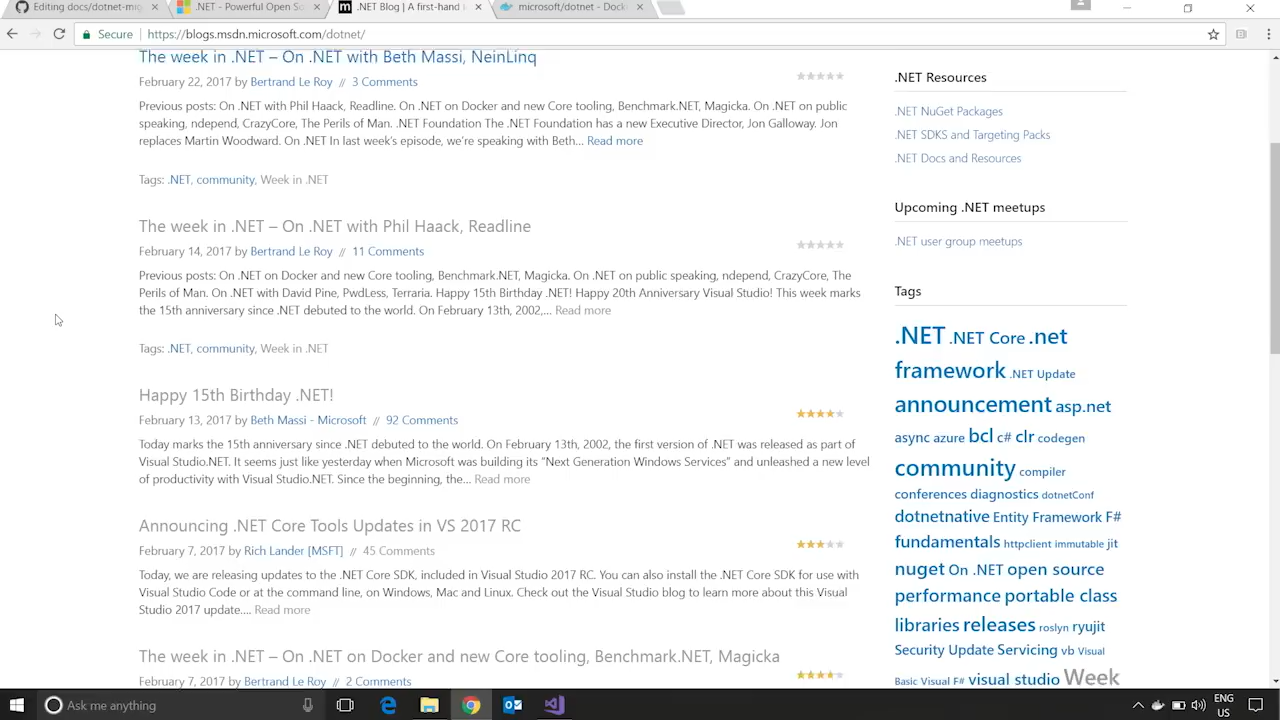 Editing docs/dotnet-mig
.NET - Powerful Open So
.NET Blog | A first-hand
microsoft/dotnet - Dock
Secure
https://blogs.msdn.microsoft.com/dotnet/
The week in .NET – On .NET with Beth Massi, NeinLinq
February 22, 2017 by Bertrand Le Roy // 3 Comments
Previous posts: On .NET with Phil Haack, Readline. On .NET on Docker and new Core tooling, Benchmark.NET, Magicka. On .NET on public
speaking, ndepend, CrazyCore, The Perils of Man. .NET Foundation The .NET Foundation has a new Executive Director, Jon Galloway. Jon
replaces Martin Woodward. On .NET In last week's episode, we're speaking with Beth... Read more
Tags: .NET, community, Week in .NET
The week in .NET – On .NET with Phil Haack, Readline
February 14, 2017 by Bertrand Le Roy // 11 Comments
Previous posts: On .NET on Docker and new Core tooling, Benchmark.NET, Magicka. On .NET on public speaking, ndepend, CrazyCore, The
Perils of Man. On .NET with David Pine, PwdLess, Terraria. Happy 15th Birthday .NET! Happy 20th Anniversary Visual Studio! This week marks
the 15th anniversary since .NET debuted to the world. On February 13th, 2002,... Read more
Tags: .NET, community, Week in .NET
Happy 15th Birthday .NET!
February 13, 2017 by Beth Massi - Microsoft // 92 Comments
Today marks the 15th anniversary since .NET debuted to the world. On February 13th, 2002, the first version of .NET was released as part of
Visual Studio.NET. It seems just like yesterday when Microsoft was building its "Next Generation Windows Services" and unleashed a new level
of productivity with Visual Studio.NET. Since the beginning, the... Read more
Announcing .NET Core Tools Updates in VS 2017 RC
February 7, 2017 by Rich Lander [MSFT] // 45 Comments
Today, we are releasing updates to the .NET Core SDK, included in Visual Studio 2017 RC. You can also install the .NET Core SDK for use with
Visual Studio Code or at the command line, on Windows, Mac and Linux. Check out the Visual Studio blog to learn more about this Visual
Studio 2017 update.... Read more
The week in .NET – On .NET on Docker and new Core tooling, Benchmark.NET, Magicka
February 7, 2017 by Bertrand Le Roy // 2 Comments
.NET Resources
.NET NuGet Packages
.NET SDKS and Targeting Packs
.NET Docs and Resources
Upcoming .NET meetups
.NET user group meetups
Tags
.NET .NET Core .net
framework .NET Update
announcement asp.net
async azure bcl c# clr codegen
community compiler
conferences diagnostics dotnetConf
dotnetnative Entity Framework F#
fundamentals httpclient immutable jit
nuget On .NET open source
performance portable class
libraries releases roslyn ryujit
Security Update Servicing vb Visual
Basic Visual F# visual studio Week
Ask me anything
ENG
US